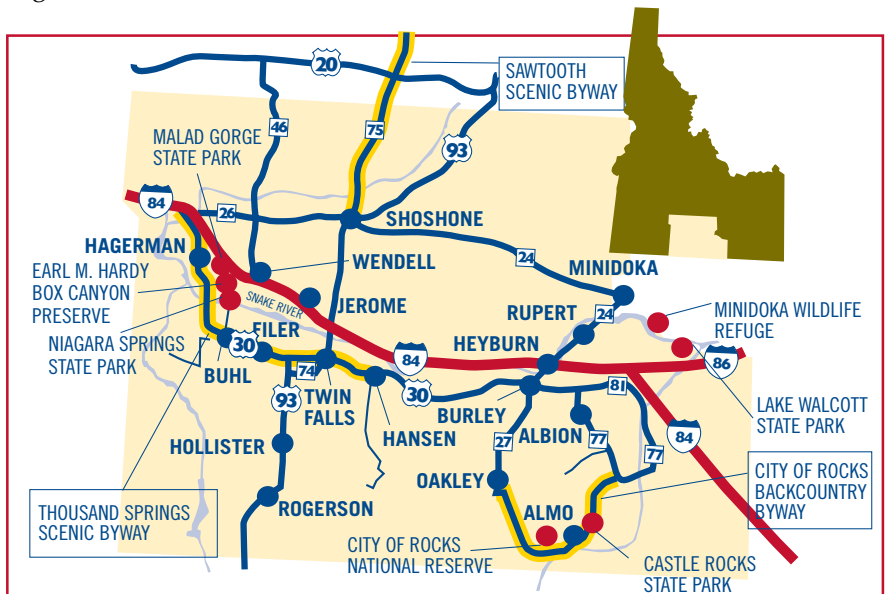 20
SAWTOOTH
SCENIC BYWAY
46
75
93
MALAD GORGE
STATE PARK
84
26
SHOSHONE
HAGERMAN
24
WENDELL
MINIDOKA
EARL M. HARDY
BOX CANYON
PRESERVE
SNAKE RIVER
JEROME
RUPERT
24
MINIDOKA WILDLIFE
REFUGE
NIAGARA SPRINGS
STATE PARK
FILER
HEYBURN
30
84
86
BUHL
74
81
93
TWIN
FALLS
30
BURLEY
LAKE WALCOTT
STATE PARK
HANSEN
ALBION
84
HOLLISTER
27
77
77
OAKLEY
CITY OF ROCKS
BACKCOUNTRY
BYWAY
THOUSAND SPRINGS
SCENIC BYWAY
ROGERSON
ALMO
CITY OF ROCKS
NATIONAL RESERVE
CASTLE ROCKS
STATE PARK